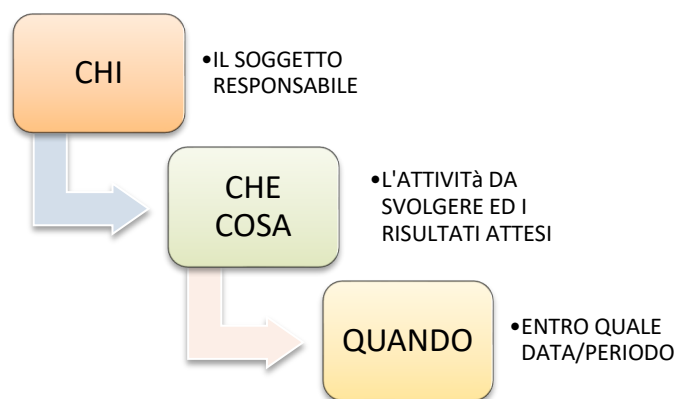 CHI
•IL SOGGETTO
RESPONSABILE
CHE
COSA
•L'ATTIVITà DA
SVOLGERE ED I
RISULTATI ATTESI
QUANDO
•ENTRO QUALE
DATA/PERIODO